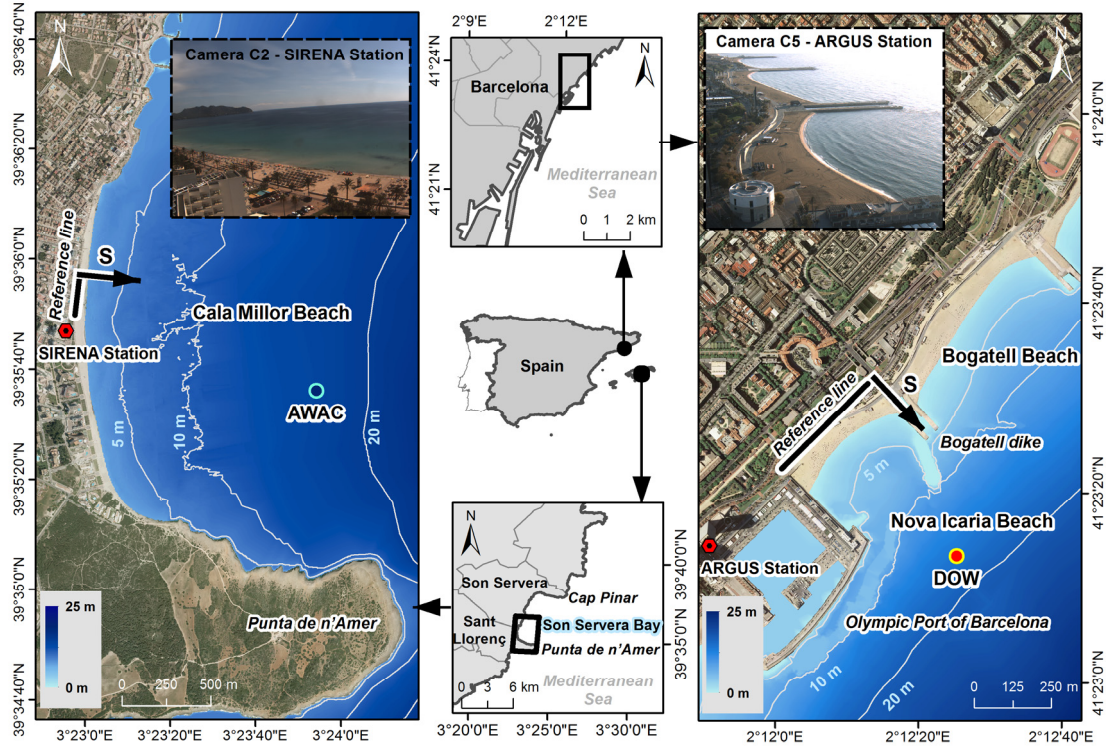 39°36'40"N
39°36'20"N
39°36'0"N
39°35'40"N
39°35'20"N
39°35'0"N
39°34'40"N
N
Camera C2 - SIRENA Station
Reference line
S
Cala Millor Beach
SIRENA Station
AWAC
5 m
10 m
20 m
Punta de n'Amer
25 m
0 m
0 250 500 m
3°23'0"E
3°23'20"E
3°24'0"E
2°9'E
2°12'E
41°24'N
41°21'N
N
Barcelona
Mediterranean
Sea
0 1 2 km
Spain
N
Son Servera
Cap Pinar
Sant
Llorenç
Son Servera Bay
Punta de n'Amer
Mediterranean
Sea
0 3 6 km
39°40'0"N
39°35'0"N
3°20'0"E
3°30'0"E
Camera C5 - ARGUS Station
N
41°24'0"N
41°23'40"N
41°23'20"N
41°23'0"N
Bogatell Beach
Reference line
S
Bogatell dike
5 m
Nova Icaria Beach
ARGUS Station
DOW
Olympic Port of Barcelona
10 m
20 m
25 m
0 m
0 125 250 m
2°12'0"E
2°12'20"E
2°12'40"E